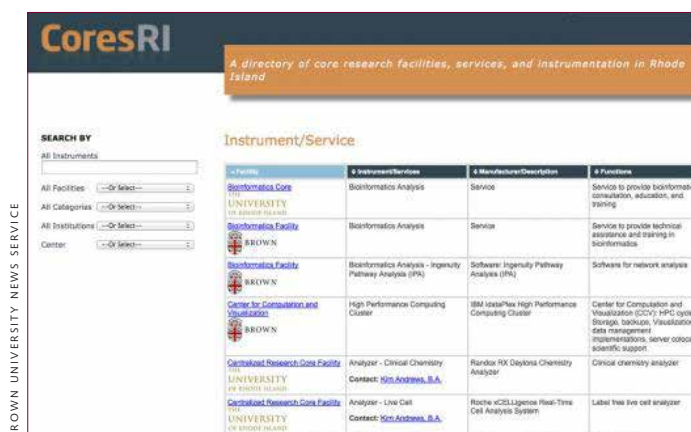 CoresRI
A directory of core research facilities, services, and instrumentation in Rhode
Island
SEARCH BY
All Instruments
All Facilities ---Or Select---
All Categories ---Or Select---
All Institutions ---Or Select---
Center ---Or Select---
Instrument/Service
Facility Instrument/Services Manufacturer/Description Functions
Bioinformatics Core Bioinformatics Analysis Service Service to provide bioinformatics
consultation, education, and
training
THE
UNIVERSITY
OF RHODE ISLAND
Bioinformatics Facility Bioinformatics Analysis Service Service to provide technical
assistance and training in
bioinformatics
BROWN
Bioinformatics Facility Bioinformatics Analysis - Ingenuity Software: Ingenuity Pathway Software for network analysis
Pathway Analysis (IPA) Analysis (IPA)
BROWN
Center for Computation and High Performance Computing IBM idataPlex High Performance Center for Computation and
Visualization Cluster Computing Cluster Visualization (CCV): HPC cycle
Storage, backups, Visualization
data management
implementations, server coloca
scientific support
BROWN
Centralized Research Core Facility Analyzer - Clinical Chemistry Randox RX Daytona Chemistry Clinical chemistry analyzer
Analyzer
THE
UNIVERSITY
OF RHODE ISLAND
Contact: Kim Andrews, B.A.
Centralized Research Core Facility Analyzer - Live Cell Roche xCELLigence Real-Time Label free live cell analyzer
Cell Analysis System
THE
UNIVERSITY
OF RHODE ISLAND
Contact: Kim Andrews, B.A.
ROWN UNIVERSITY NEWS SERVICE